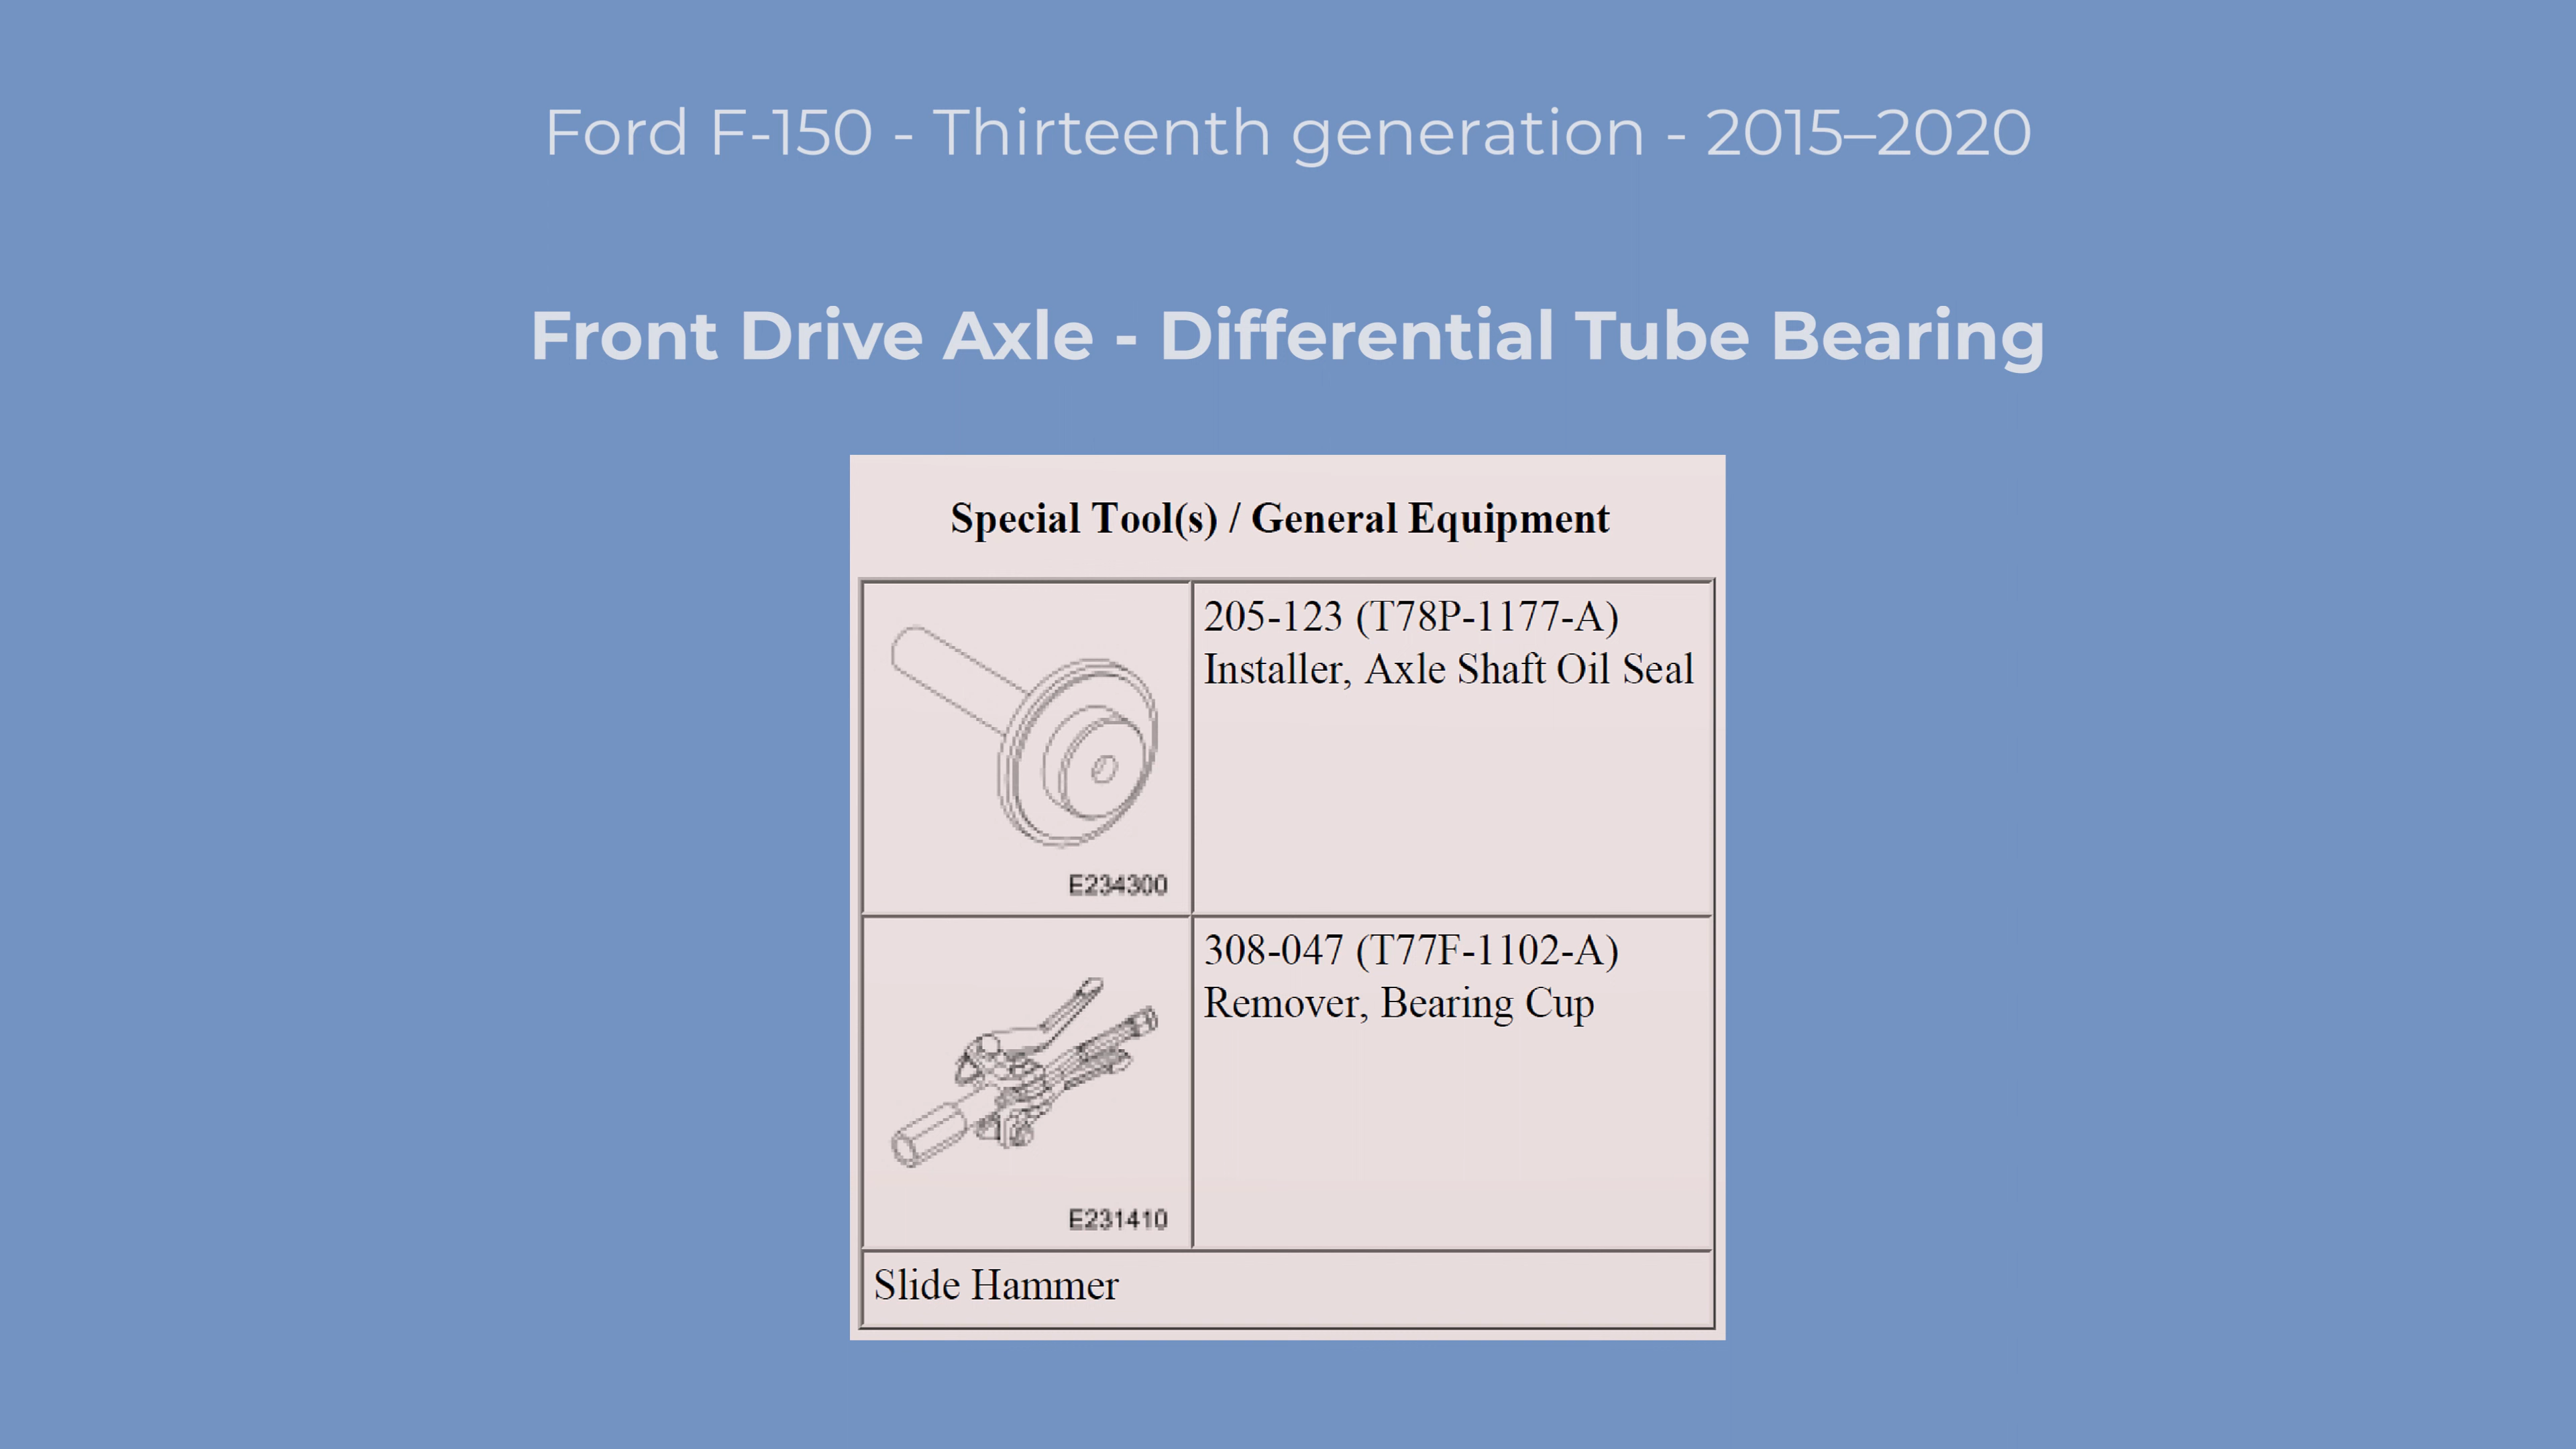 Ford F-150 - Thirteenth generation - 2015–2020
Front Drive Axle - Differential Tube Bearing
Special Tool(s) / General Equipment
205-123 (T78P-1177-A)
Installer, Axle Shaft Oil Seal
E234300
308-047 (T77F-1102-A)
Remover, Bearing Cup
E231410
Slide Hammer